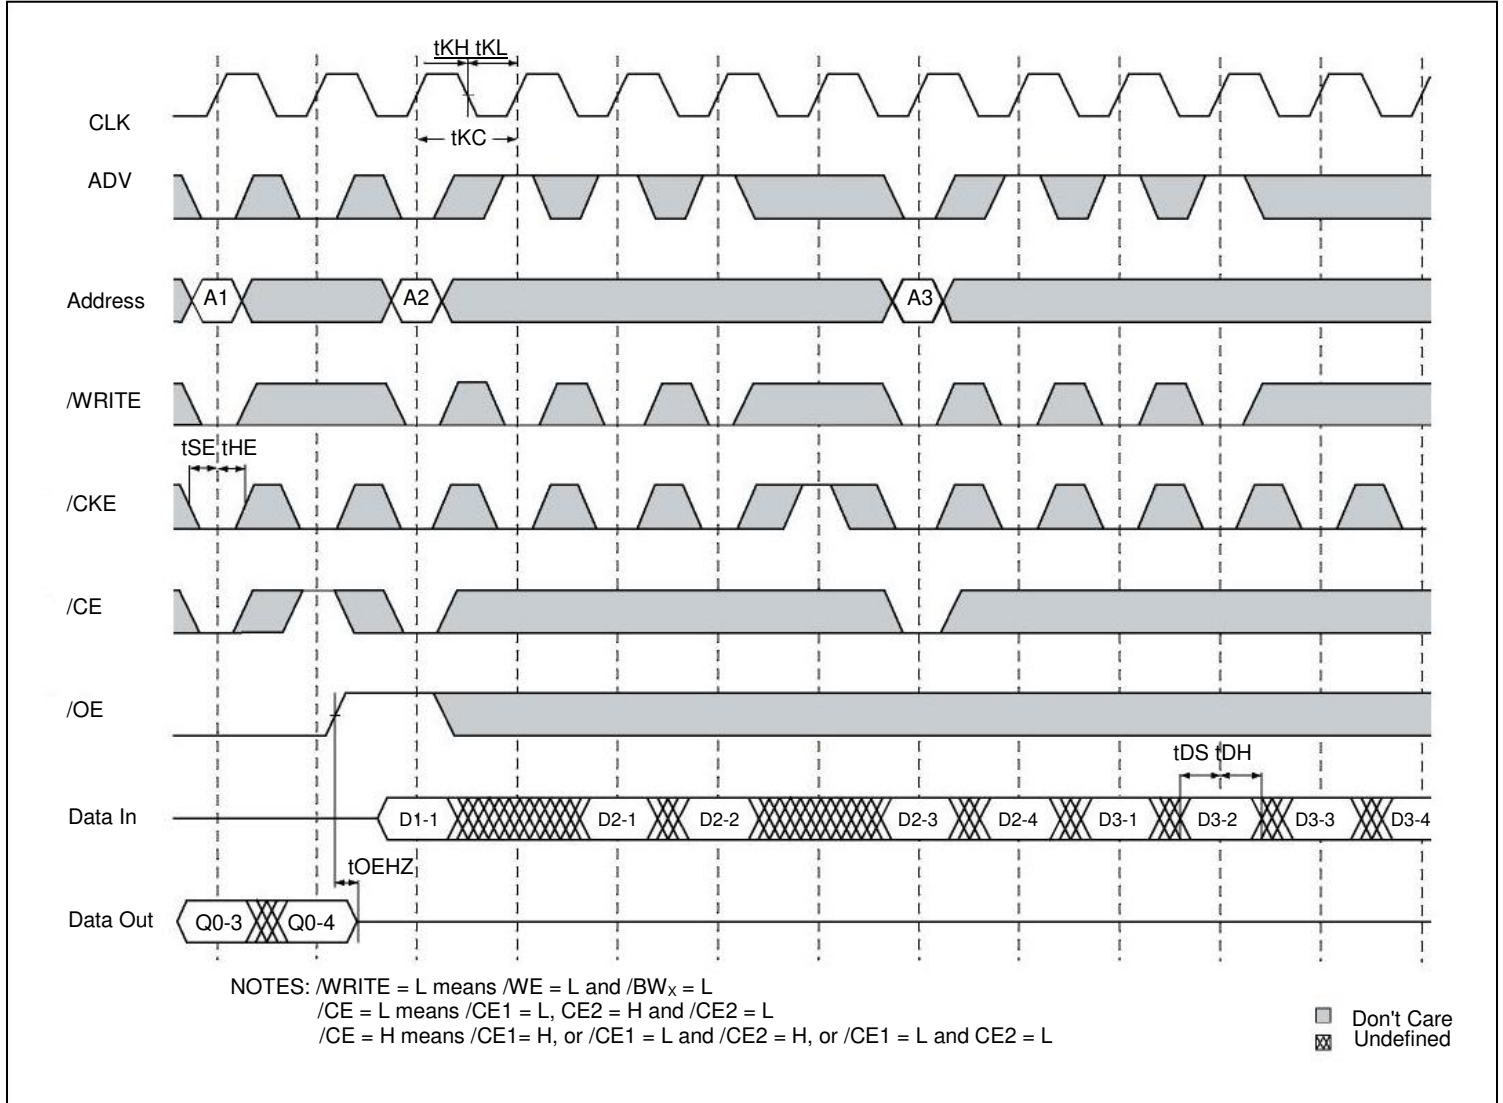 tKH tKL
CLK
tKC
ADV
Address A1 A2 A3
/WRITE
tSE tHE
/CKE
/CE
/OE
tDS tDH
Data In D1-1 D2-1 D2-2 D2-3 D2-4 D3-1 D3-2 D3-3 D3-4
tOEHZ
Data Out Q0-3 Q0-4
NOTES: /WRITE = L means /WE = L and /BWX = L
/CE = L means /CE1 = L, CE2 = H and /CE2 = L
/CE = H means /CE1= H, or /CE1 = L and /CE2 = H, or /CE1 = L and CE2 = L
Don't Care
Undefined